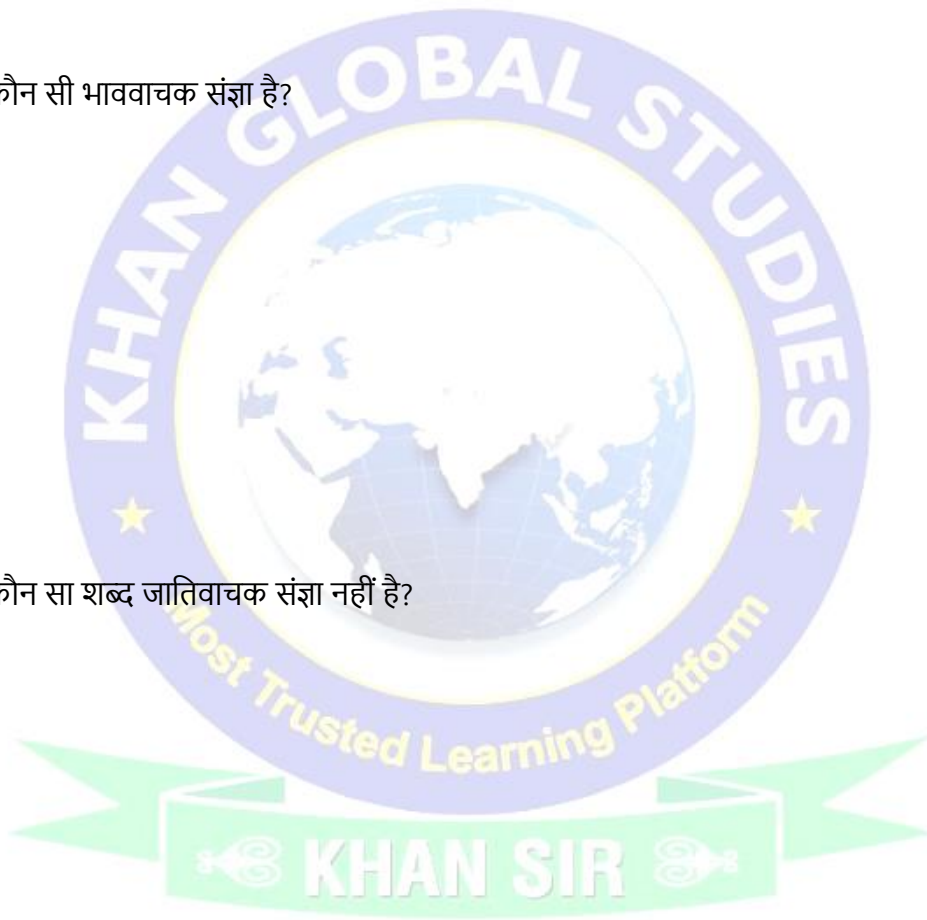 कौन सी भाववाचक संज्ञा है?
KHAN GLOBAL STUDIES
कौन सा शब्द जातिवाचक संज्ञा नहीं है?
Most Trusted Learning Platform
KHAN SIR